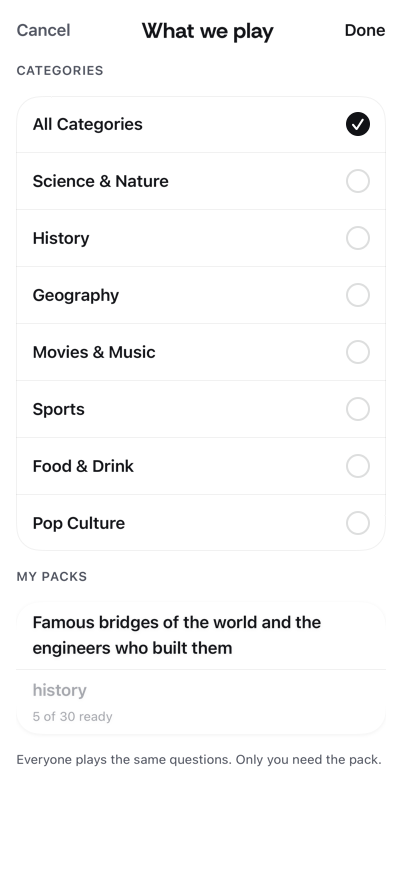 Cancel
What we play
Done
CATEGORIES
All Categories
Science & Nature
History
Geography
Movies & Music
Sports
Food & Drink
Pop Culture
MY PACKS
Famous bridges of the world and the
engineers who built them
history
5 of 30 ready
Everyone plays the same questions. Only you need the pack.